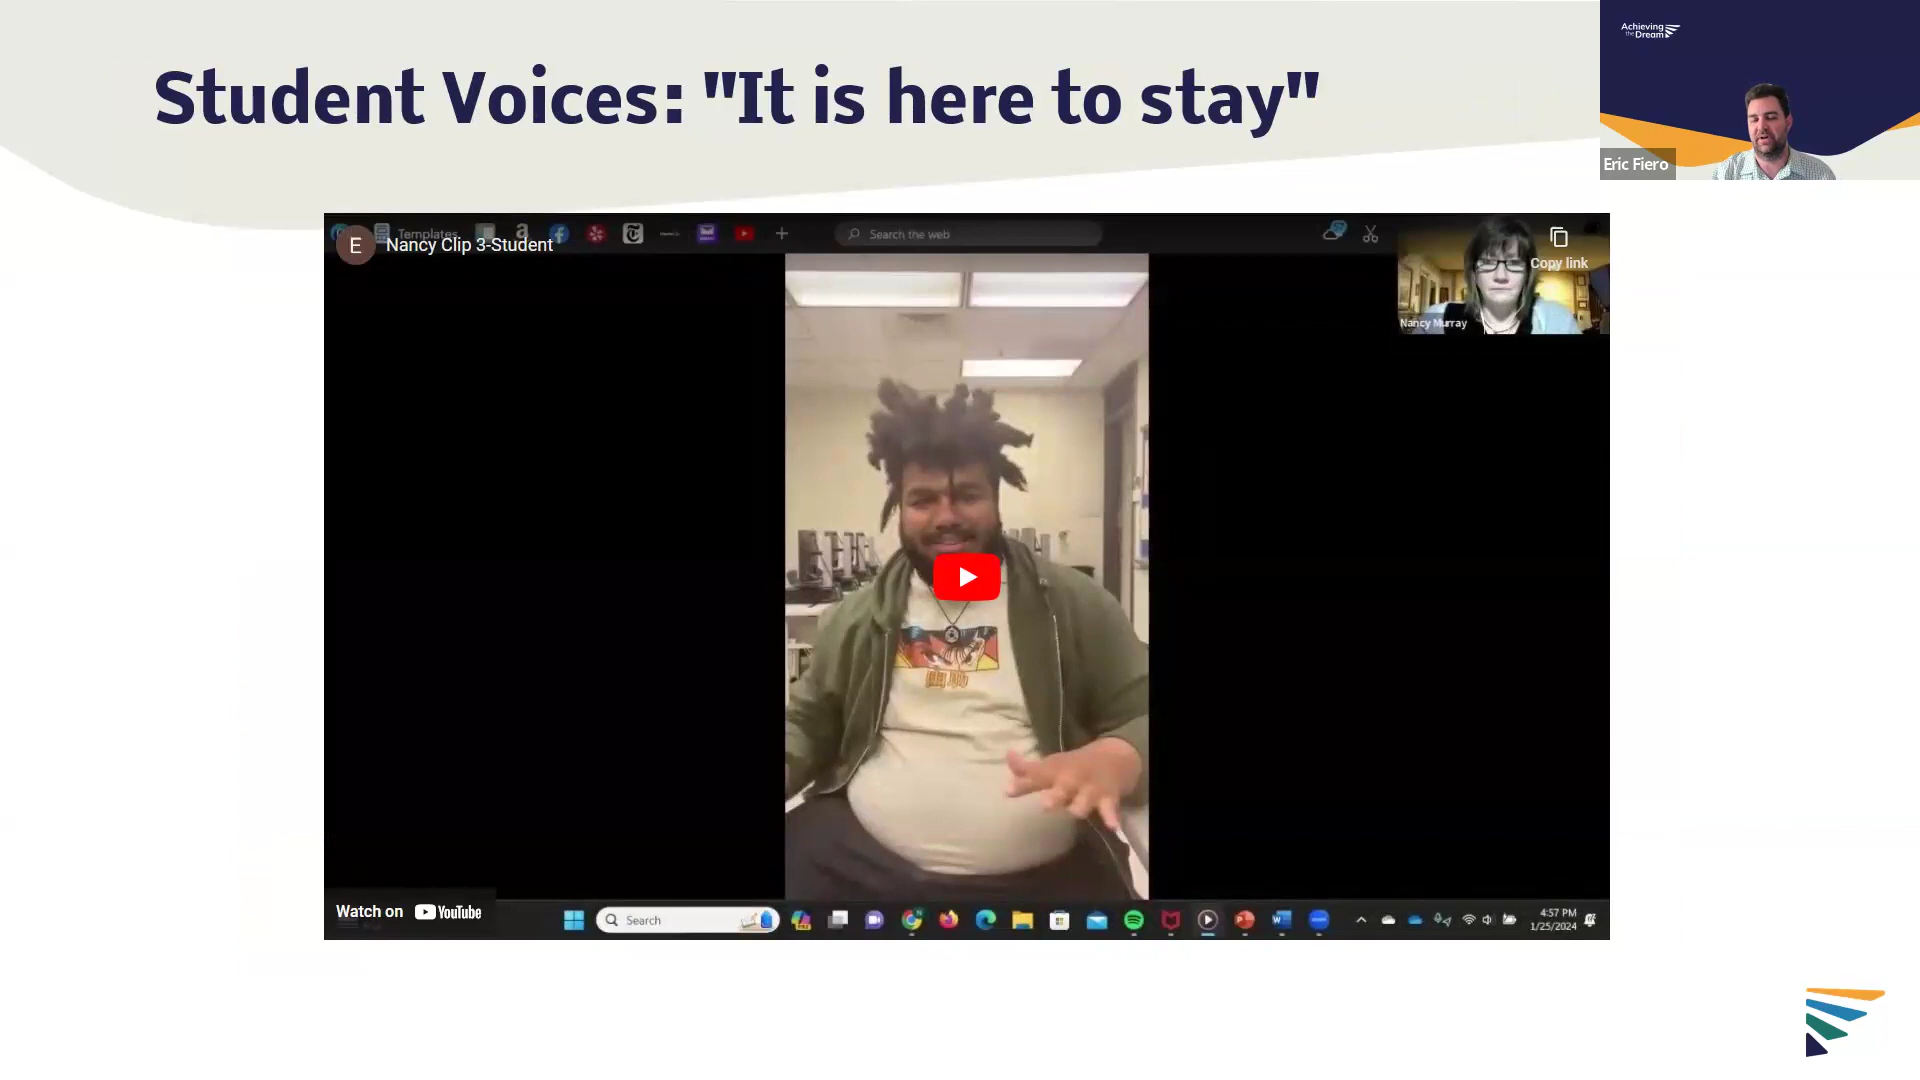 Student Voices: "It is here to stay"
Achieving
the Dream
Eric Fiero
Templates
Search the web
E
Nancy Clip 3-Student
Copy link
Nancy Murray
Watch on YouTube
Search
4:57 PM
1/25/2024